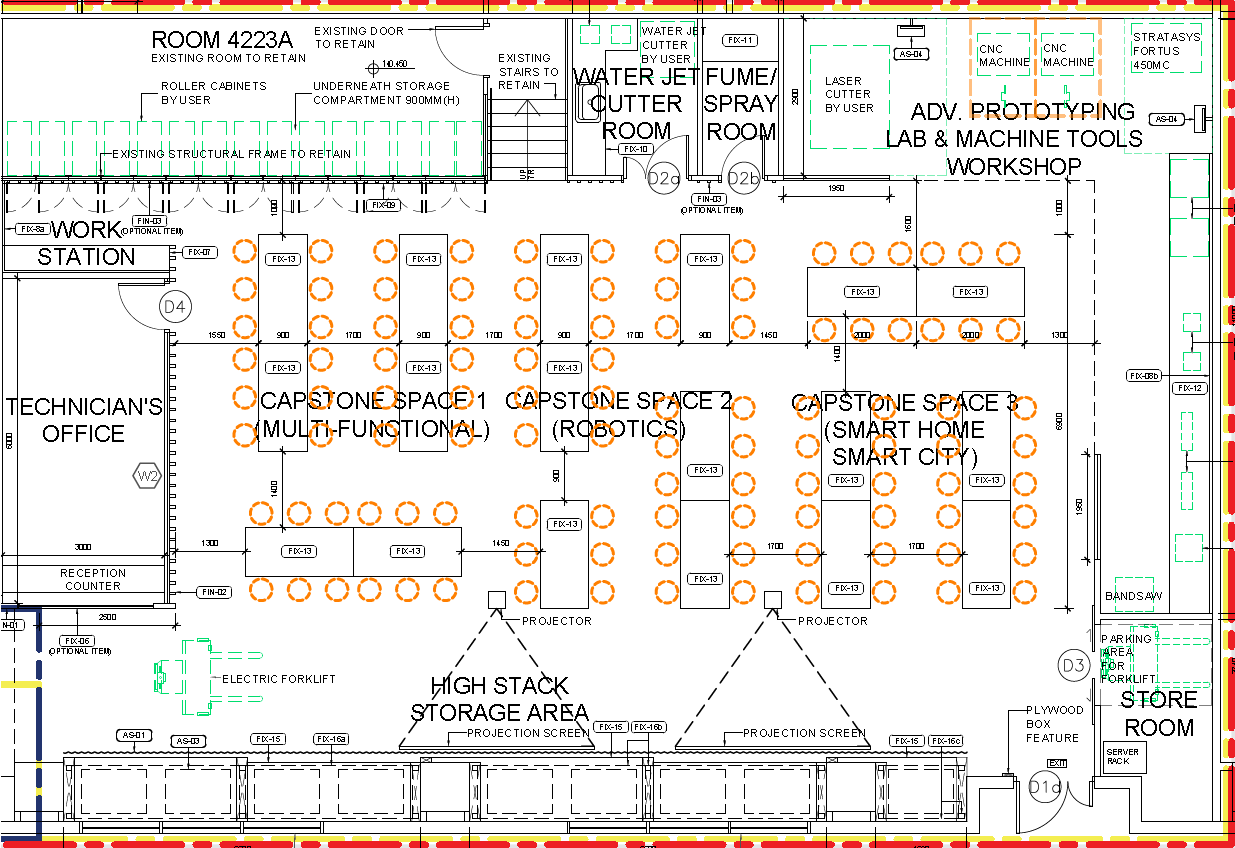 ROOM 4223A
EXISTING ROOM TO RETAIN
EXISTING DOOR
TO RETAIN
140.450
ROLLER CABINETS
BY USER
UNDERNEATH STORAGE
COMPARTMENT 900MM(H)
EXISTING
STAIRS TO
RETAIN
EXISTING STRUCTURAL FRAME TO RETAIN
UP
WATER JET
CUTTER
BY USER
WATER JET
CUTTER
ROOM
FIX-10
FIX-11
FUME/
SPRAY
ROOM
D2a
D2b
FIN-03
(OPTIONAL ITEM)
2900
LASER
CUTTER
BY USER
AS-04
CNC
MACHINE
CNC
MACHINE
STRATASYS
FORTUS
450MC
AS-04
ADV. PROTOTYPING
LAB & MACHINE TOOLS
WORKSHOP
1950
FIX-8a
WORK
STATION
FIN-03
(OPTIONAL ITEM)
FIX-09
FIX-07
D4
1000
1600
1000
FIX-13
FIX-13
FIX-13
FIX-13
FIX-13
FIX-13
1550
900
1700
900
1700
900
1700
900
1450
2000
2000
1300
1400
FIX-13
FIX-13
FIX-13
FIX-08b
FIX-12
TECHNICIAN'S
OFFICE
6000
W2
CAPSTONE SPACE 1
(MULTI-FUNCTIONAL)
CAPSTONE SPACE 2
(ROBOTICS)
CAPSTONE SPACE 3
(SMART HOME
SMART CITY)
6900
1950
1400
900
FIX-13
FIX-13
FIX-13
FIX-13
3000
1300
FIX-13
FIX-13
1450
1700
1700
FIX-13
FIX-13
FIX-13
RECEPTION
COUNTER
FIN-02
2500
N-01
FIX-06
(OPTIONAL ITEM)
BANDSAW
PROJECTOR
PROJECTOR
ELECTRIC FORKLIFT
HIGH STACK
STORAGE AREA
PROJECTION SCREEN
PROJECTION SCREEN
D3
PARKING
AREA
FOR
FORKLIFT
STORE
ROOM
PLYWOOD
BOX
FEATURE
SERVER
RACK
EXIT
D1d
AS-01
AS-03
FIX-15
FIX-16a
FIX-15
FIX-16b
FIX-15
FIX-16c